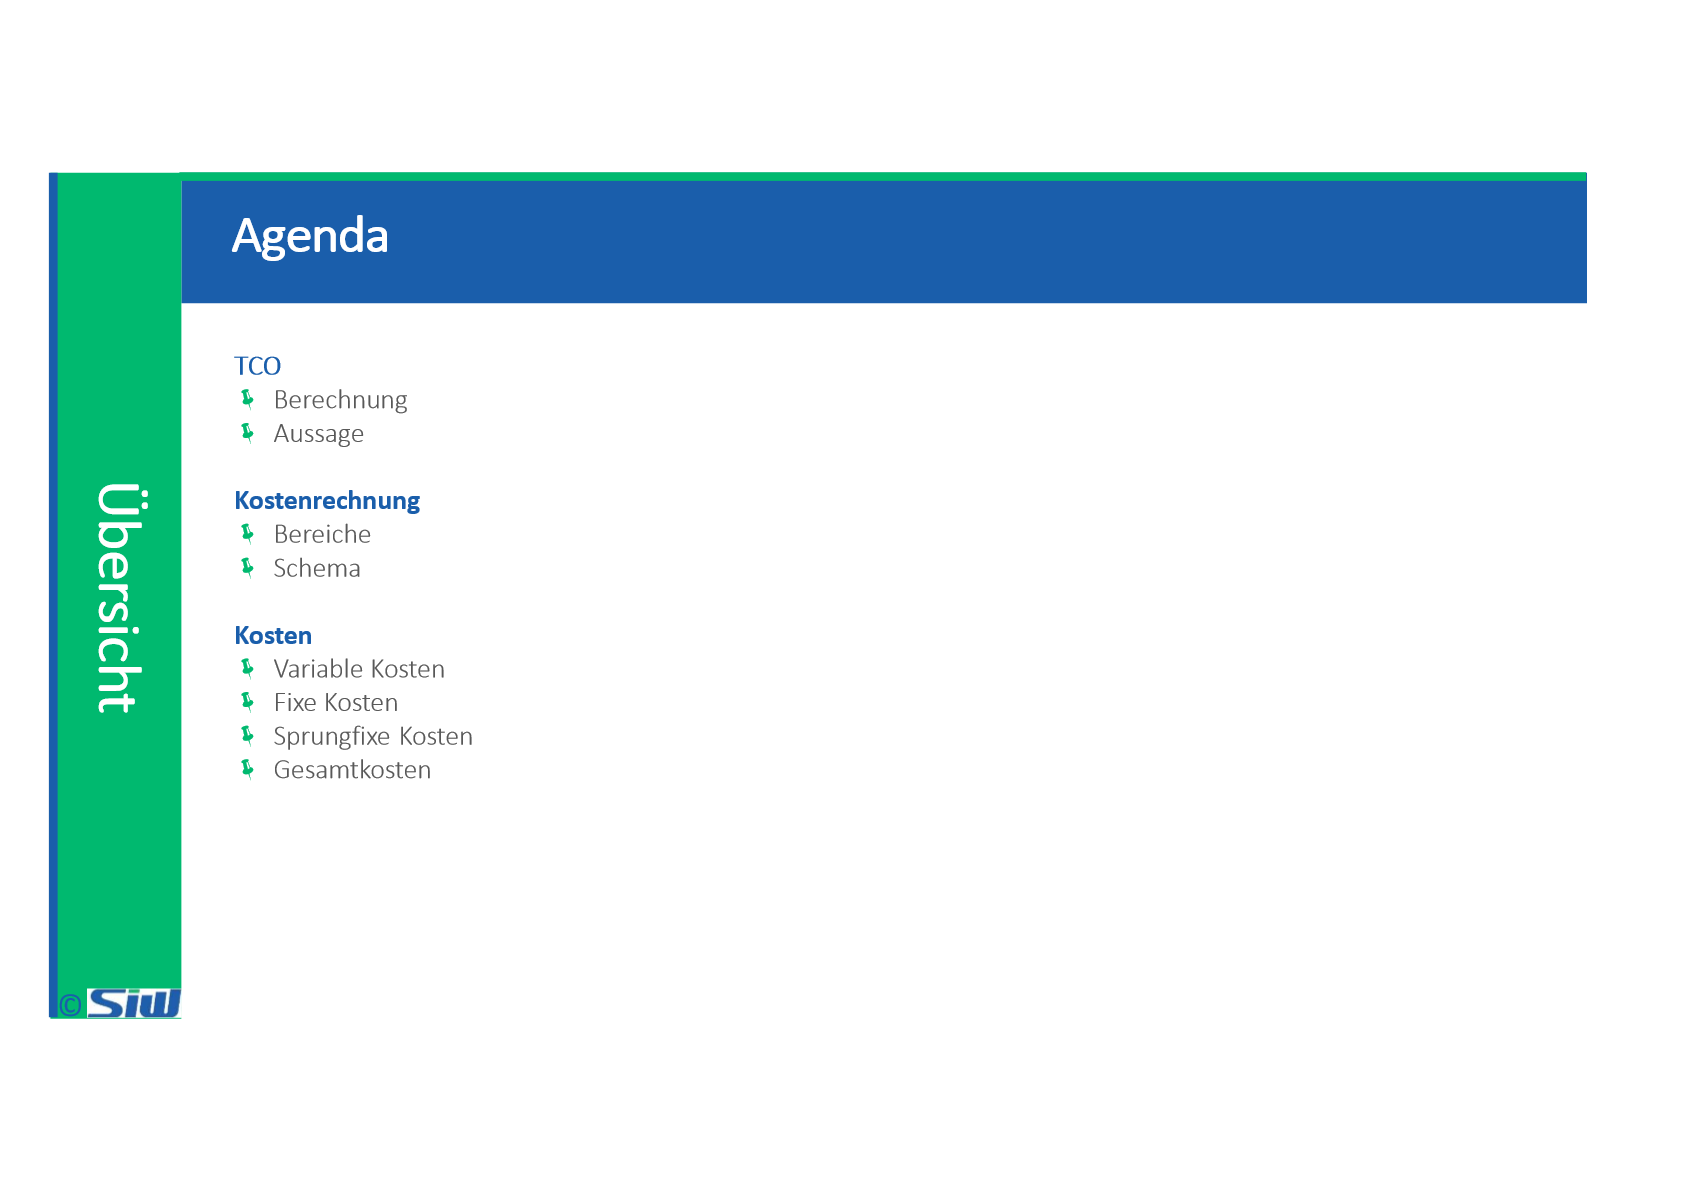 Agenda
TCO
Berechnung
Aussage
Kostenrechnung
Bereiche
Schema
Kosten
Variable Kosten
Fixe Kosten
Sprungfixe Kosten
Gesamtkosten
Übersicht
© SiW